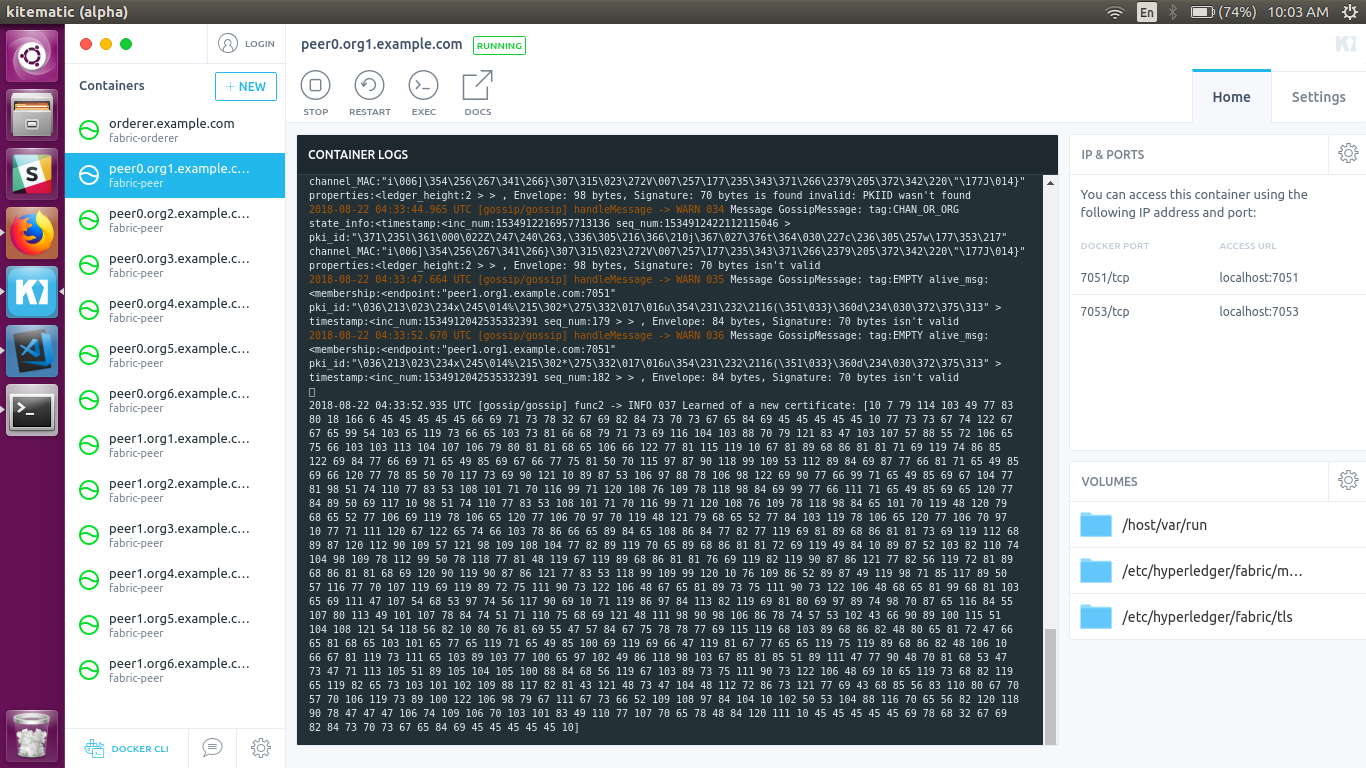 kitematic (alpha)
En
(74%)
10:03 AM
LOGIN
Containers
+ NEW
orderer.example.com
fabric-orderer
peer0.org1.example.c...
fabric-peer
peer0.org2.example.c...
fabric-peer
peer0.org3.example.c...
fabric-peer
peer0.org4.example.c...
fabric-peer
peer0.org5.example.c...
fabric-peer
peer0.org6.example.c...
fabric-peer
peer1.org1.example.c...
fabric-peer
peer1.org2.example.c...
fabric-peer
peer1.org3.example.c...
fabric-peer
peer1.org4.example.c...
fabric-peer
peer1.org5.example.c...
fabric-peer
peer1.org6.example.c...
fabric-peer
DOCKER CLI
peer0.org1.example.com
RUNNING
STOP
RESTART
EXEC
DOCS
Home
Settings
CONTAINER LOGS
channel_MAC:"i\006]\354\256\267\341\266}\307\315\023\272V\007\257\177\235\343\371\266\2379\205\372\342\220\"\177J\014}"
properties:<ledger_height:2 > > , Envelope: 98 bytes, Signature: 70 bytes is found invalid: PKIID wasn't found
2018-08-22 04:33:44.965 UTC [gossip/gossip] handleMessage -> WARN 034 Message GossipMessage: tag:CHAN_OR_ORG
state_info:<timestamp:<inc_num:1534912216957713136 seq_num:1534912422112115046 >
pki_id:"\371\235l\361\000\022Z\247\240\263,\336\305\216\366\210j\367\027\376t\364\030\227c\236\305\257w\177\353\217"
channel_MAC:"i\006]\354\256\267\341\266}\307\315\023\272V\007\257\177\235\343\371\266\2379\205\372\342\220\"\177J\014}"
properties:<ledger_height:2 > > , Envelope: 98 bytes, Signature: 70 bytes isn't valid
2018-08-22 04:33:47.664 UTC [gossip/gossip] handleMessage -> WARN 035 Message GossipMessage: tag:EMPTY alive_msg:
<membership:<endpoint:"peer1.org1.example.com:7051"
pki_id:"\036\213\023\234x\245\014%\215\302*\275\332\017\016u\354\231\232\2116(\351\033}\360d\234\030\372\375\313" >
timestamp:<inc_num:1534912042535332391 seq_num:179 > > , Envelope: 84 bytes, Signature: 70 bytes isn't valid
2018-08-22 04:33:52.670 UTC [gossip/gossip] handleMessage -> WARN 036 Message GossipMessage: tag:EMPTY alive_msg:
<membership:<endpoint:"peer1.org1.example.com:7051"
pki_id:"\036\213\023\234x\245\014%\215\302*\275\332\017\016u\354\231\232\2116(\351\033}\360d\234\030\372\375\313" >
timestamp:<inc_num:1534912042535332391 seq_num:182 > > , Envelope: 84 bytes, Signature: 70 bytes isn't valid
2018-08-22 04:33:52.935 UTC [gossip/gossip] func2 -> INFO 037 Learned of a new certificate: [10 7 79 114 103 49 77 83
80 18 166 6 45 45 45 45 45 66 69 71 73 78 32 67 69 82 84 73 70 73 67 65 84 69 45 45 45 45 45 10 77 73 73 67 74 122 67
67 65 99 54 103 65 119 73 66 65 103 73 81 66 68 79 71 73 69 116 104 103 88 70 79 121 83 47 103 107 57 88 55 72 106 65
75 66 103 103 113 104 107 106 79 80 81 81 68 65 106 66 122 77 81 115 119 10 67 81 89 68 86 81 81 71 69 119 74 86 85
122 69 84 77 66 69 71 65 49 85 69 67 66 77 75 81 50 70 115 97 87 90 118 99 109 53 112 89 84 69 87 77 66 81 71 65 49 85
69 66 120 77 78 85 50 70 117 73 69 90 121 10 89 87 53 106 97 88 78 106 98 122 69 90 77 66 99 71 65 49 85 69 67 104 77
81 98 51 74 110 77 83 53 108 101 71 70 116 99 71 120 108 76 109 78 118 98 84 69 99 77 66 111 71 65 49 85 69 65 120 77
84 89 50 69 117 10 98 51 74 110 77 83 53 108 101 71 70 116 99 71 120 108 76 109 78 118 98 84 65 101 70 119 48 120 79
68 65 52 77 106 69 119 78 106 65 120 77 106 70 97 70 119 48 121 79 68 65 52 77 84 103 119 78 106 65 120 77 106 70 97
10 77 71 111 120 67 122 65 74 66 103 78 86 66 65 89 84 65 108 86 84 77 82 77 119 69 81 89 68 86 81 81 73 69 119 112 68
89 87 120 112 90 109 57 121 98 109 108 104 77 82 89 119 70 65 89 68 86 81 81 72 69 119 49 84 10 89 87 52 103 82 110 74
104 98 109 78 112 99 50 78 118 77 81 48 119 67 119 89 68 86 81 81 76 69 119 82 119 90 87 86 121 77 82 56 119 72 81 89
68 86 81 81 68 69 120 90 119 90 87 86 121 77 83 53 118 99 109 99 120 10 76 109 86 52 89 87 49 119 98 71 85 117 89 50
57 116 77 70 107 119 69 119 89 72 75 111 90 73 122 106 48 67 65 81 89 73 75 111 90 73 122 106 48 68 65 81 99 68 81 103
65 69 111 47 107 54 68 53 97 74 56 117 90 69 10 71 119 86 97 84 113 82 119 69 81 80 69 97 89 74 98 70 87 65 116 84 55
107 80 113 49 101 107 78 84 74 51 71 110 75 68 69 121 48 111 98 90 98 106 86 78 74 57 53 102 43 66 90 89 100 115 51
104 108 121 54 118 56 82 10 80 76 81 69 55 47 57 84 67 75 78 78 77 69 115 119 68 103 89 68 86 82 48 80 65 81 72 47 66
65 81 68 65 103 101 65 77 65 119 71 65 49 85 100 69 119 69 66 47 119 81 67 77 65 65 119 75 119 89 68 86 82 48 106 10
66 67 81 119 73 111 65 103 89 103 77 100 65 97 102 49 86 118 98 103 67 85 81 85 51 89 111 47 77 90 48 70 81 68 53 47
73 47 71 113 105 51 89 105 104 105 100 88 84 68 56 119 67 103 89 73 75 111 90 73 122 106 48 69 10 65 119 73 68 82 119
65 119 82 65 73 103 101 102 109 88 117 82 81 43 121 48 73 47 104 48 112 72 86 73 121 77 69 43 68 85 56 83 110 80 67 70
57 70 106 119 73 89 100 122 106 98 79 67 111 67 73 66 52 109 108 97 84 104 10 102 50 53 104 88 116 70 65 56 82 120 118
90 78 47 47 47 106 74 109 106 70 103 101 83 49 110 77 107 70 65 78 48 84 120 111 10 45 45 45 45 45 69 78 68 32 67 69
82 84 73 70 73 67 65 84 69 45 45 45 45 45 10]
IP & PORTS
You can access this container using the
following IP address and port:
DOCKER PORT
ACCESS URL
7051/tcp
localhost:7051
7053/tcp
localhost:7053
VOLUMES
/host/var/run
/etc/hyperledger/fabric/m...
/etc/hyperledger/fabric/tls